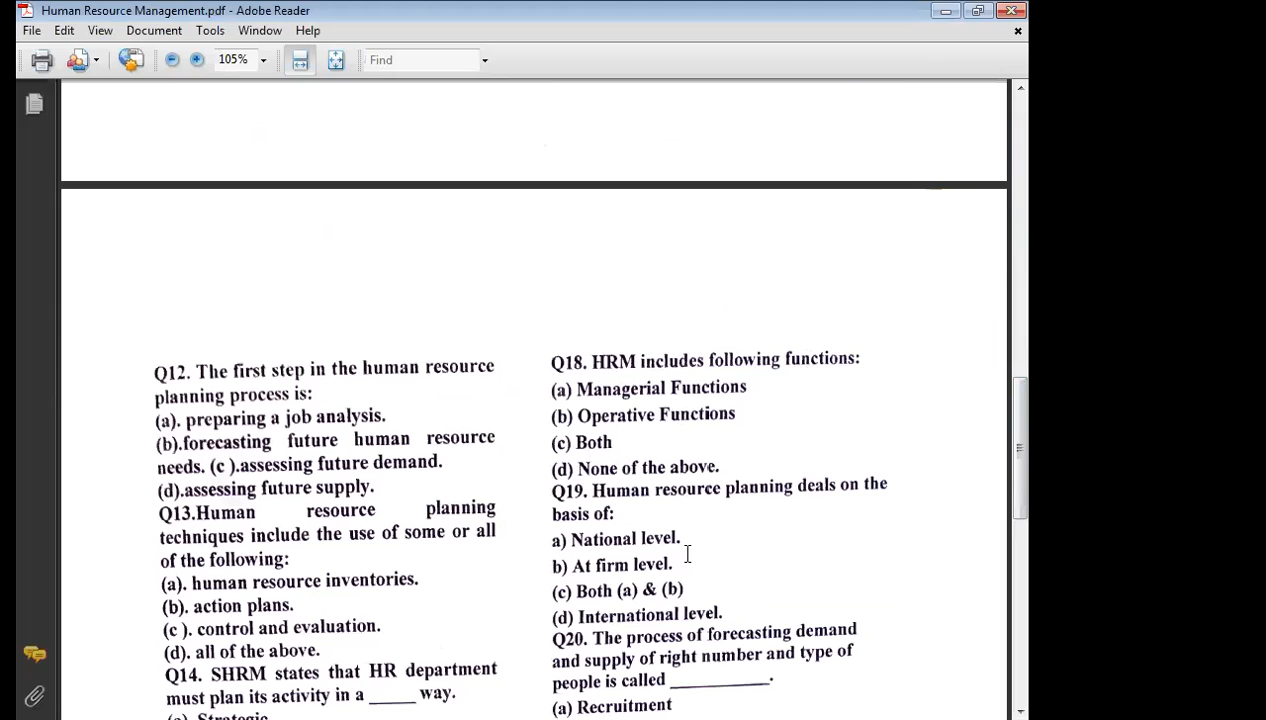 Human Resource Management.pdf - Adobe Reader
File Edit View Document Tools Window Help
105% Find
Q12. The first step in the human resource
planning process is:
(a). preparing a job analysis.
(b).forecasting future human resource
needs. (c ).assessing future demand.
(d).assessing future supply.
Q13.Human resource planning
techniques include the use of some or all
of the following:
(a). human resource inventories.
(b). action plans.
(c ). control and evaluation.
(d). all of the above.
Q14. SHRM states that HR department
must plan its activity in a _____ way.
(a) Strategic
Q18. HRM includes following functions:
(a) Managerial Functions
(b) Operative Functions
(c) Both
(d) None of the above.
Q19. Human resource planning deals on the
basis of:
a) National level.
b) At firm level.
(c) Both (a) & (b)
(d) International level.
Q20. The process of forecasting demand
and supply of right number and type of
people is called ___________.
(a) Recruitment